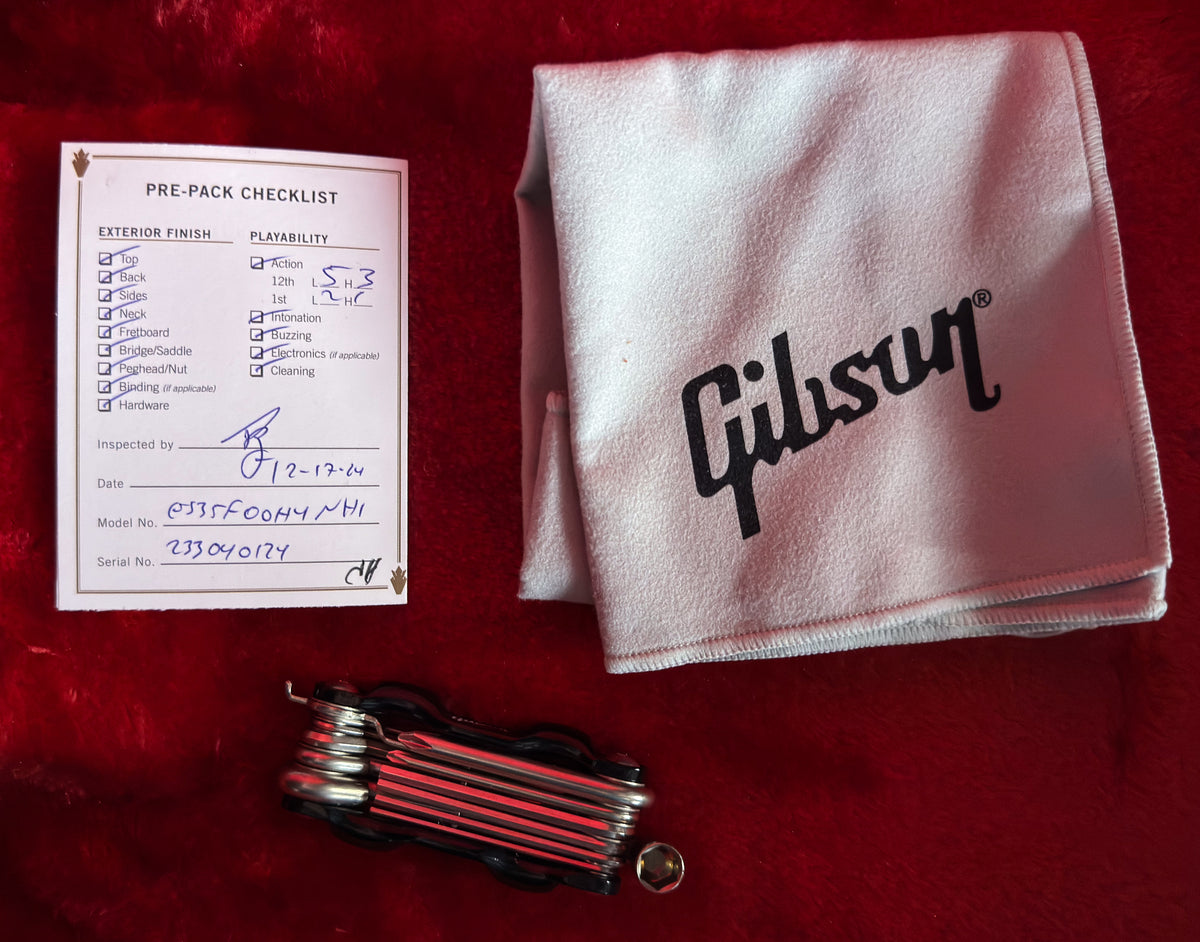 PRE-PACK CHECKLIST
EXTERIOR FINISH
Top
Back
Sides
Neck
Fretboard
Bridge/Saddle
Peghead/Nut
Binding (if applicable)
Hardware
PLAYABILITY
Action
12th L 5 H 3
1st L 2 H
Intonation
Buzzing
Electronics (if applicable)
Cleaning
Inspected by
Date 12-17-24
Model No. ES35F00H4NH1
Serial No. 233040124
Gibson®